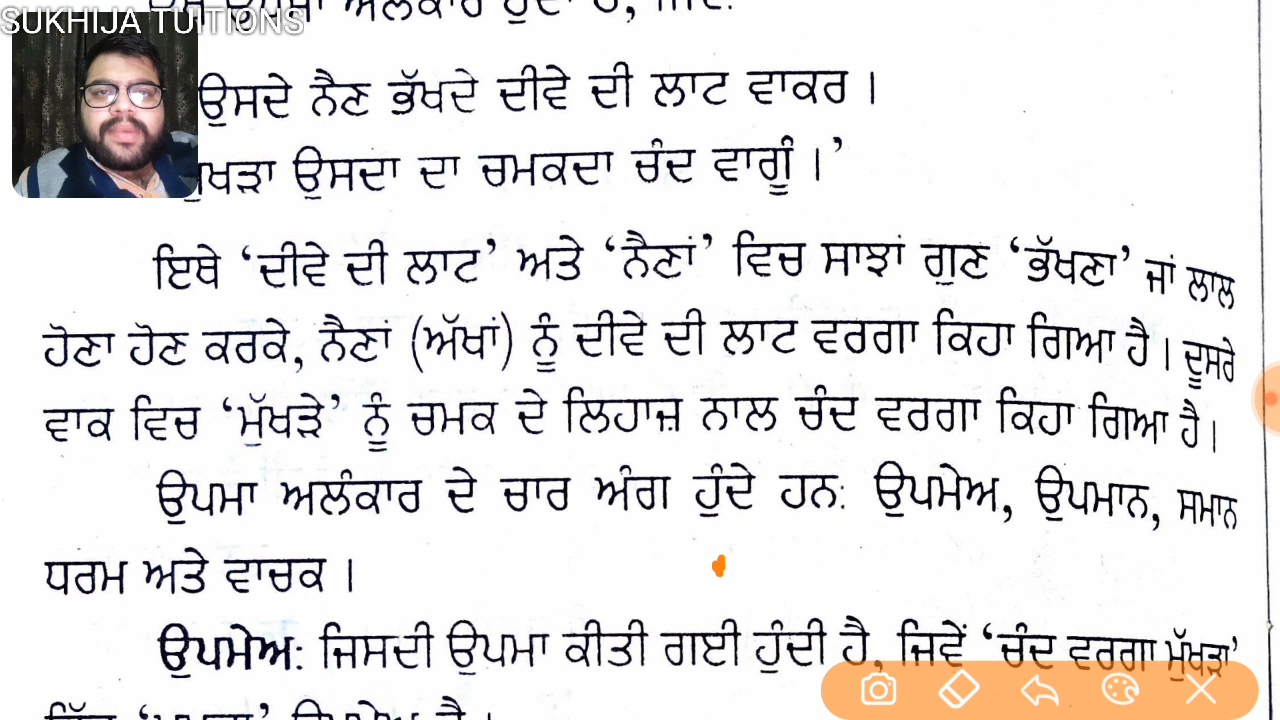 SUKHIJA TUITIONS
ਅਲੰਕਾਰ ਹੁੰਦਾ ਹੈ, ਜਿਵੇਂ:
ਉਸਦੇ ਨੈਣ ਭੱਖਦੇ ਦੀਵੇ ਦੀ ਲਾਟ ਵਾਕਰ।
ਉਸਦਾ ਦਾ ਚਮਕਦਾ ਚੰਦ ਵਾਗੂੰ।’
ਇਥੇ ‘ਦੀਵੇ ਦੀ ਲਾਟ’ ਅਤੇ ‘ਨੈਣਾਂ’ ਵਿਚ ਸਾਝਾਂ ਗੁਣ ‘ਭੱਖਣਾ’ ਜਾਂ ਲਾਲ
ਹੋਣਾ ਹੋਣ ਕਰਕੇ, ਨੈਣਾਂ (ਅੱਖਾਂ) ਨੂੰ ਦੀਵੇ ਦੀ ਲਾਟ ਵਰਗਾ ਕਿਹਾ ਗਿਆ ਹੈ। ਦੂਸਰੇ
ਵਾਕ ਵਿਚ ‘ਮੁੱਖੜੇ’ ਨੂੰ ਚਮਕ ਦੇ ਲਿਹਾਜ਼ ਨਾਲ ਚੰਦ ਵਰਗਾ ਕਿਹਾ ਗਿਆ ਹੈ।
ਉਪਮਾ ਅਲੰਕਾਰ ਦੇ ਚਾਰ ਅੰਗ ਹੁੰਦੇ ਹਨ: ਉਪਮੇਅ, ਉਪਮਾਨ, ਸਮਾਨ
ਧਰਮ ਅਤੇ ਵਾਚਕ।
ਉਪਮੇਅ: ਜਿਸਦੀ ਉਪਮਾ ਕੀਤੀ ਗਈ ਹੁੰਦੀ ਹੈ, ਜਿਵੇਂ ‘ਚੰਦ ਵਰਗਾ ਮੁੱਖੜਾ’